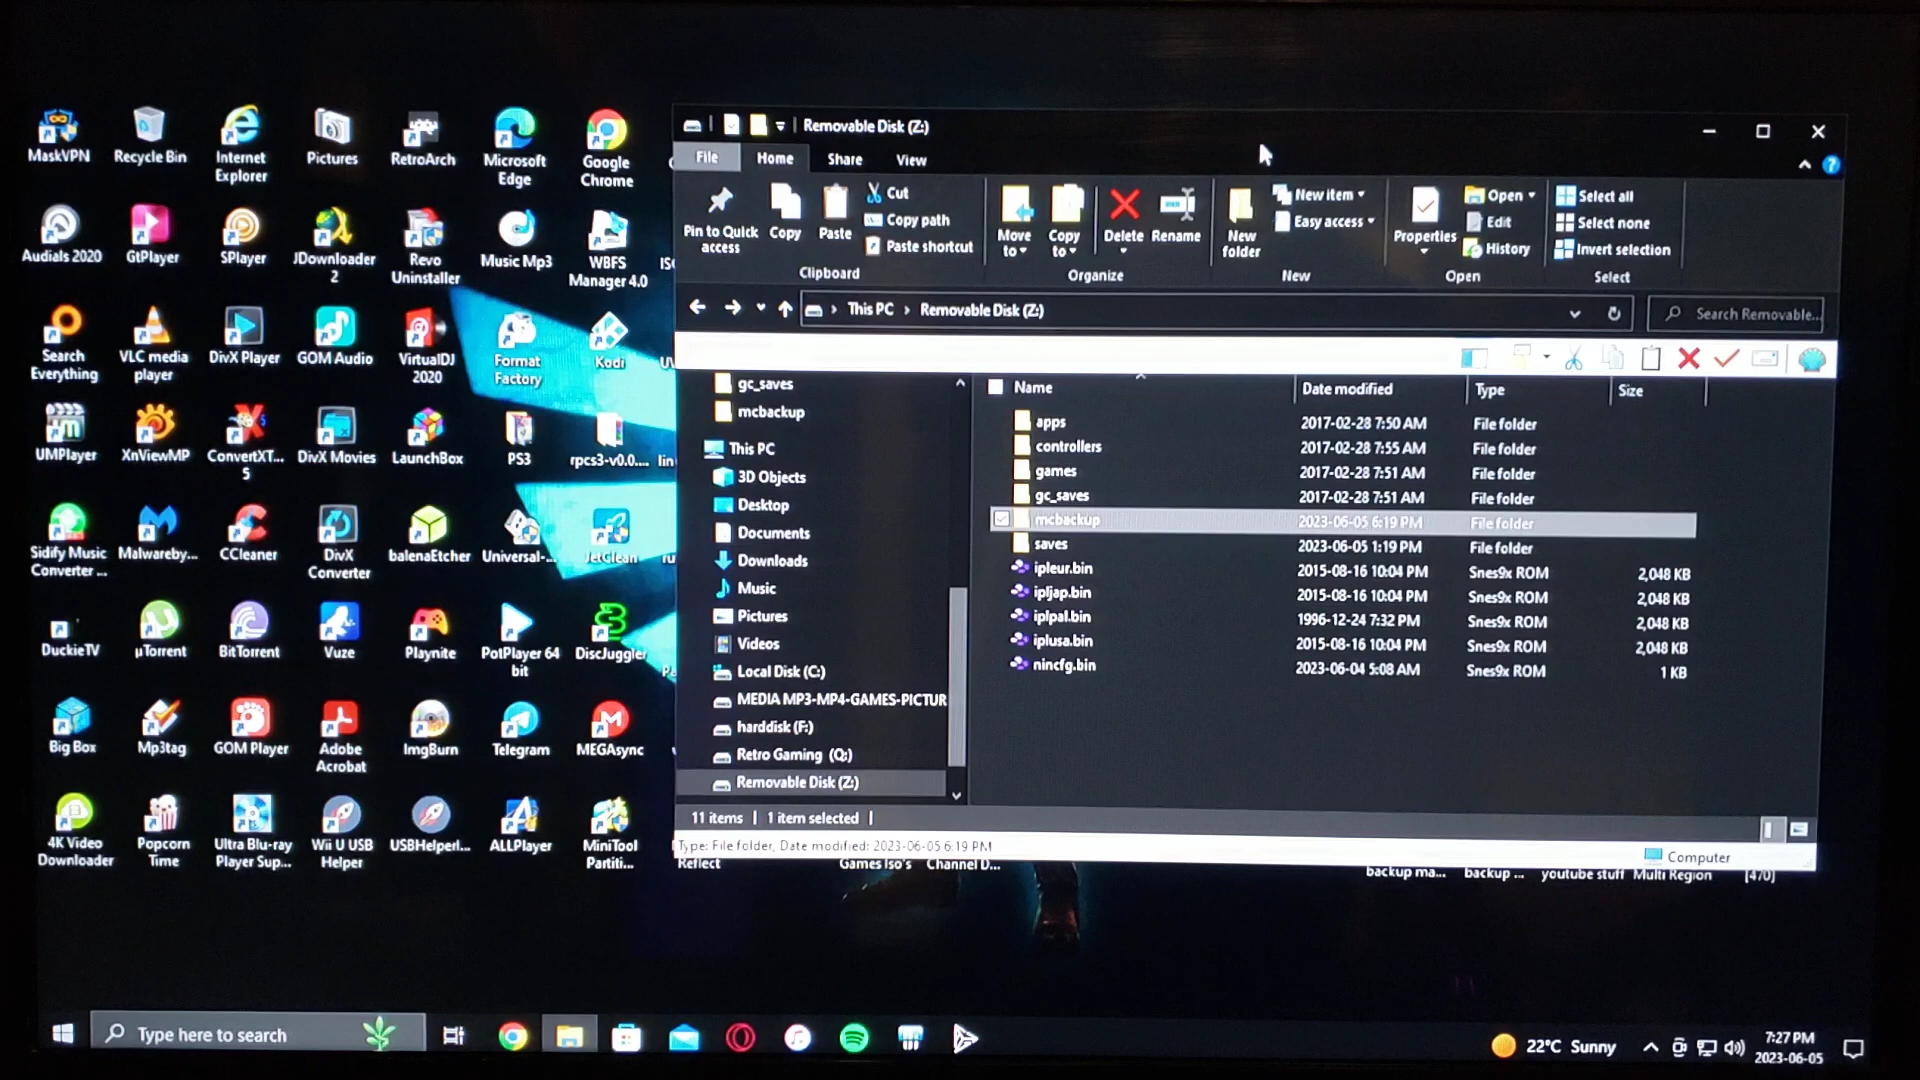 MaskVPN
Recycle Bin
Internet
Explorer
Pictures
RetroArch
Microsoft
Edge
Google
Chrome
Audials 2020
GtPlayer
SPlayer
JDownloader
2
Revo
Uninstaller
Music Mp3
WBFS
Manager 4.0
Search
Everything
VLC media
player
DivX Player
GOM Audio
VirtualDJ
2020
Format
Factory
Kodi
UMPlayer
XnViewMP
ConvertXT...
5
DivX Movies
LaunchBox
PS3
rpcs3-v0.0....
Sidify Music
Converter ...
Malwareby...
CCleaner
DivX
Converter
balenaEtcher
Universal-...
JetClean
DuckieTV
µTorrent
BitTorrent
Vuze
Playnite
PotPlayer 64
bit
DiscJuggler
Big Box
Mp3tag
GOM Player
Adobe
Acrobat
ImgBurn
Telegram
MEGAsync
4K Video
Downloader
Popcorn
Time
Ultra Blu-ray
Player Sup...
Wii U USB
Helper
USBHelperl...
ALLPlayer
MiniTool
Partiti...
Removable Disk (Z:)
File Home Share View
Pin to Quick
access
Copy
Paste
Cut
Copy path
Paste shortcut
Clipboard
Move
to
Copy
to
Delete
Rename
Organize
New
folder
New item
Easy access
New
Properties
Open
Edit
History
Open
Select all
Select none
Invert selection
Select
This PC > Removable Disk (Z:)
Search Removable...
gc_saves
mcbackup
This PC
3D Objects
Desktop
Documents
Downloads
Music
Pictures
Videos
Local Disk (C:)
MEDIA MP3-MP4-GAMES-PICTUR
harddisk (F:)
Retro Gaming (Q:)
Removable Disk (Z:)
Name Date modified Type Size
apps 2017-02-28 7:50 AM File folder
controllers 2017-02-28 7:55 AM File folder
games 2017-02-28 7:51 AM File folder
gc_saves 2017-02-28 7:51 AM File folder
mcbackup 2023-06-05 6:19 PM File folder
saves 2023-06-05 1:19 PM File folder
ipleur.bin 2015-08-16 10:04 PM Snes9x ROM 2,048 KB
ipljap.bin 2015-08-16 10:04 PM Snes9x ROM 2,048 KB
iplpal.bin 1996-12-24 7:32 PM Snes9x ROM 2,048 KB
iplusa.bin 2015-08-16 10:04 PM Snes9x ROM 2,048 KB
nincfg.bin 2023-06-04 5:08 AM Snes9x ROM 1 KB
11 items 1 item selected
Type: File folder, Date modified: 2023-06-05 6:19 PM
Computer
Reflect
Games Iso's
Channel D...
backup ma...
backup ...
youtube stuff
Multi Region
[470]
Type here to search
22°C Sunny
7:27 PM
2023-06-05